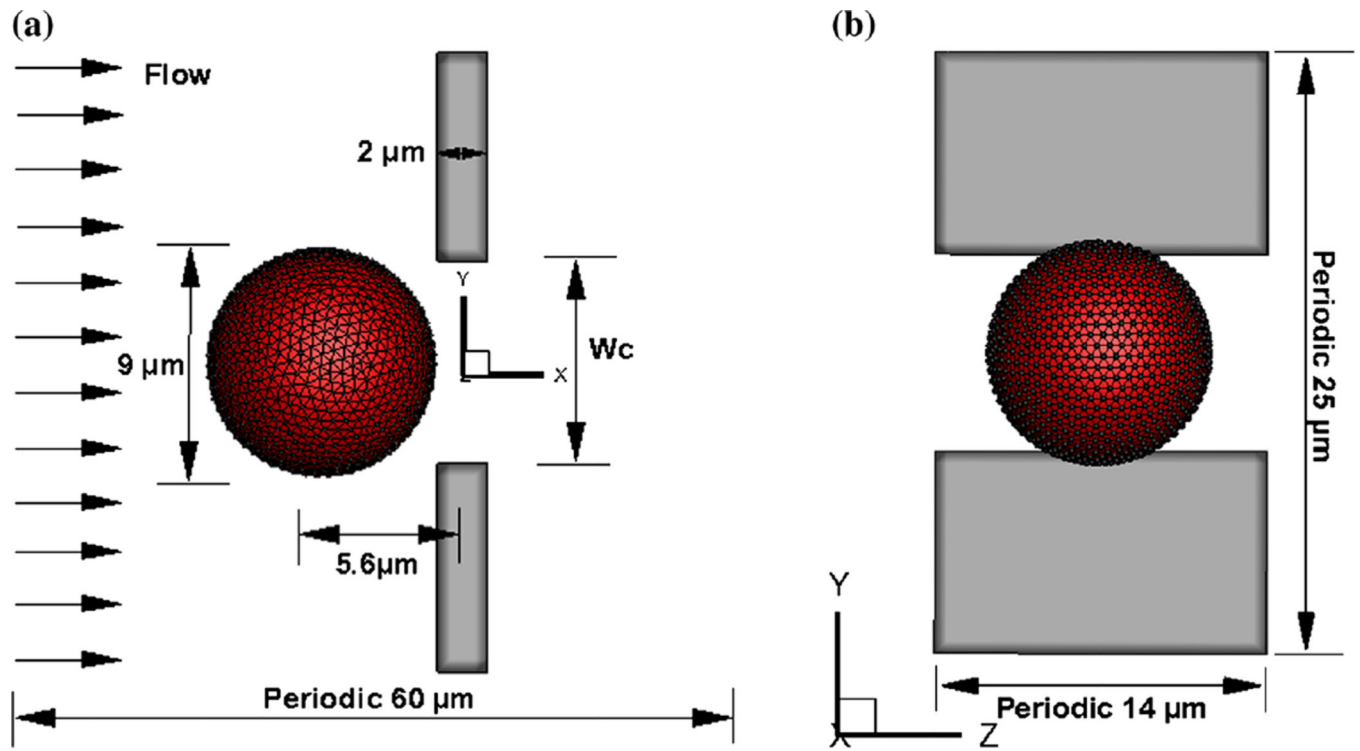 (a)
Flow
2 µm
9 µm
Y
X
Z
Wc
5.6µm
Periodic 60 µm
(b)
Periodic 25 µm
Y
X
Z
Periodic 14 µm